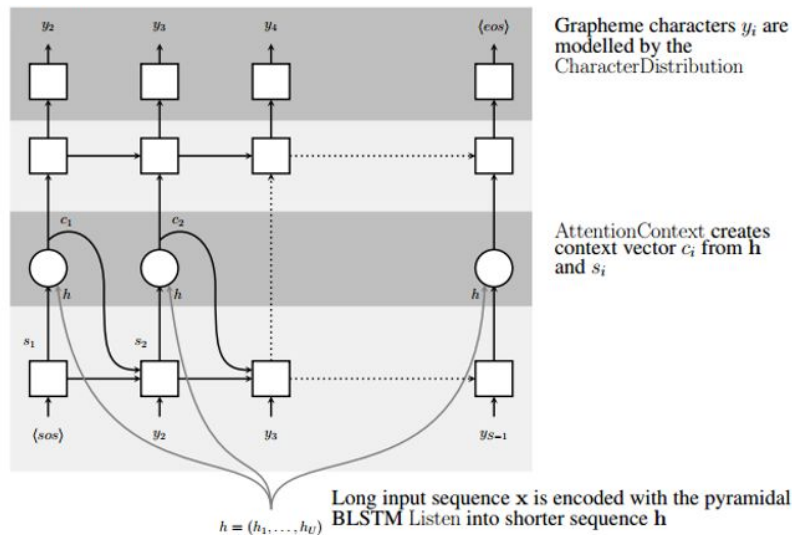 y₂ y₃ y₄ ⟨eos⟩
Grapheme characters yᵢ are
modelled by the
CharacterDistribution
c₁ c₂
AttentionContext creates
context vector cᵢ from h
and sᵢ
h h h
s₁ s₂
⟨sos⟩ y₂ y₃ y_{S−1}
Long input sequence x is encoded with the pyramidal
BLSTM Listen into shorter sequence h
h = (h₁, . . . , h_U)